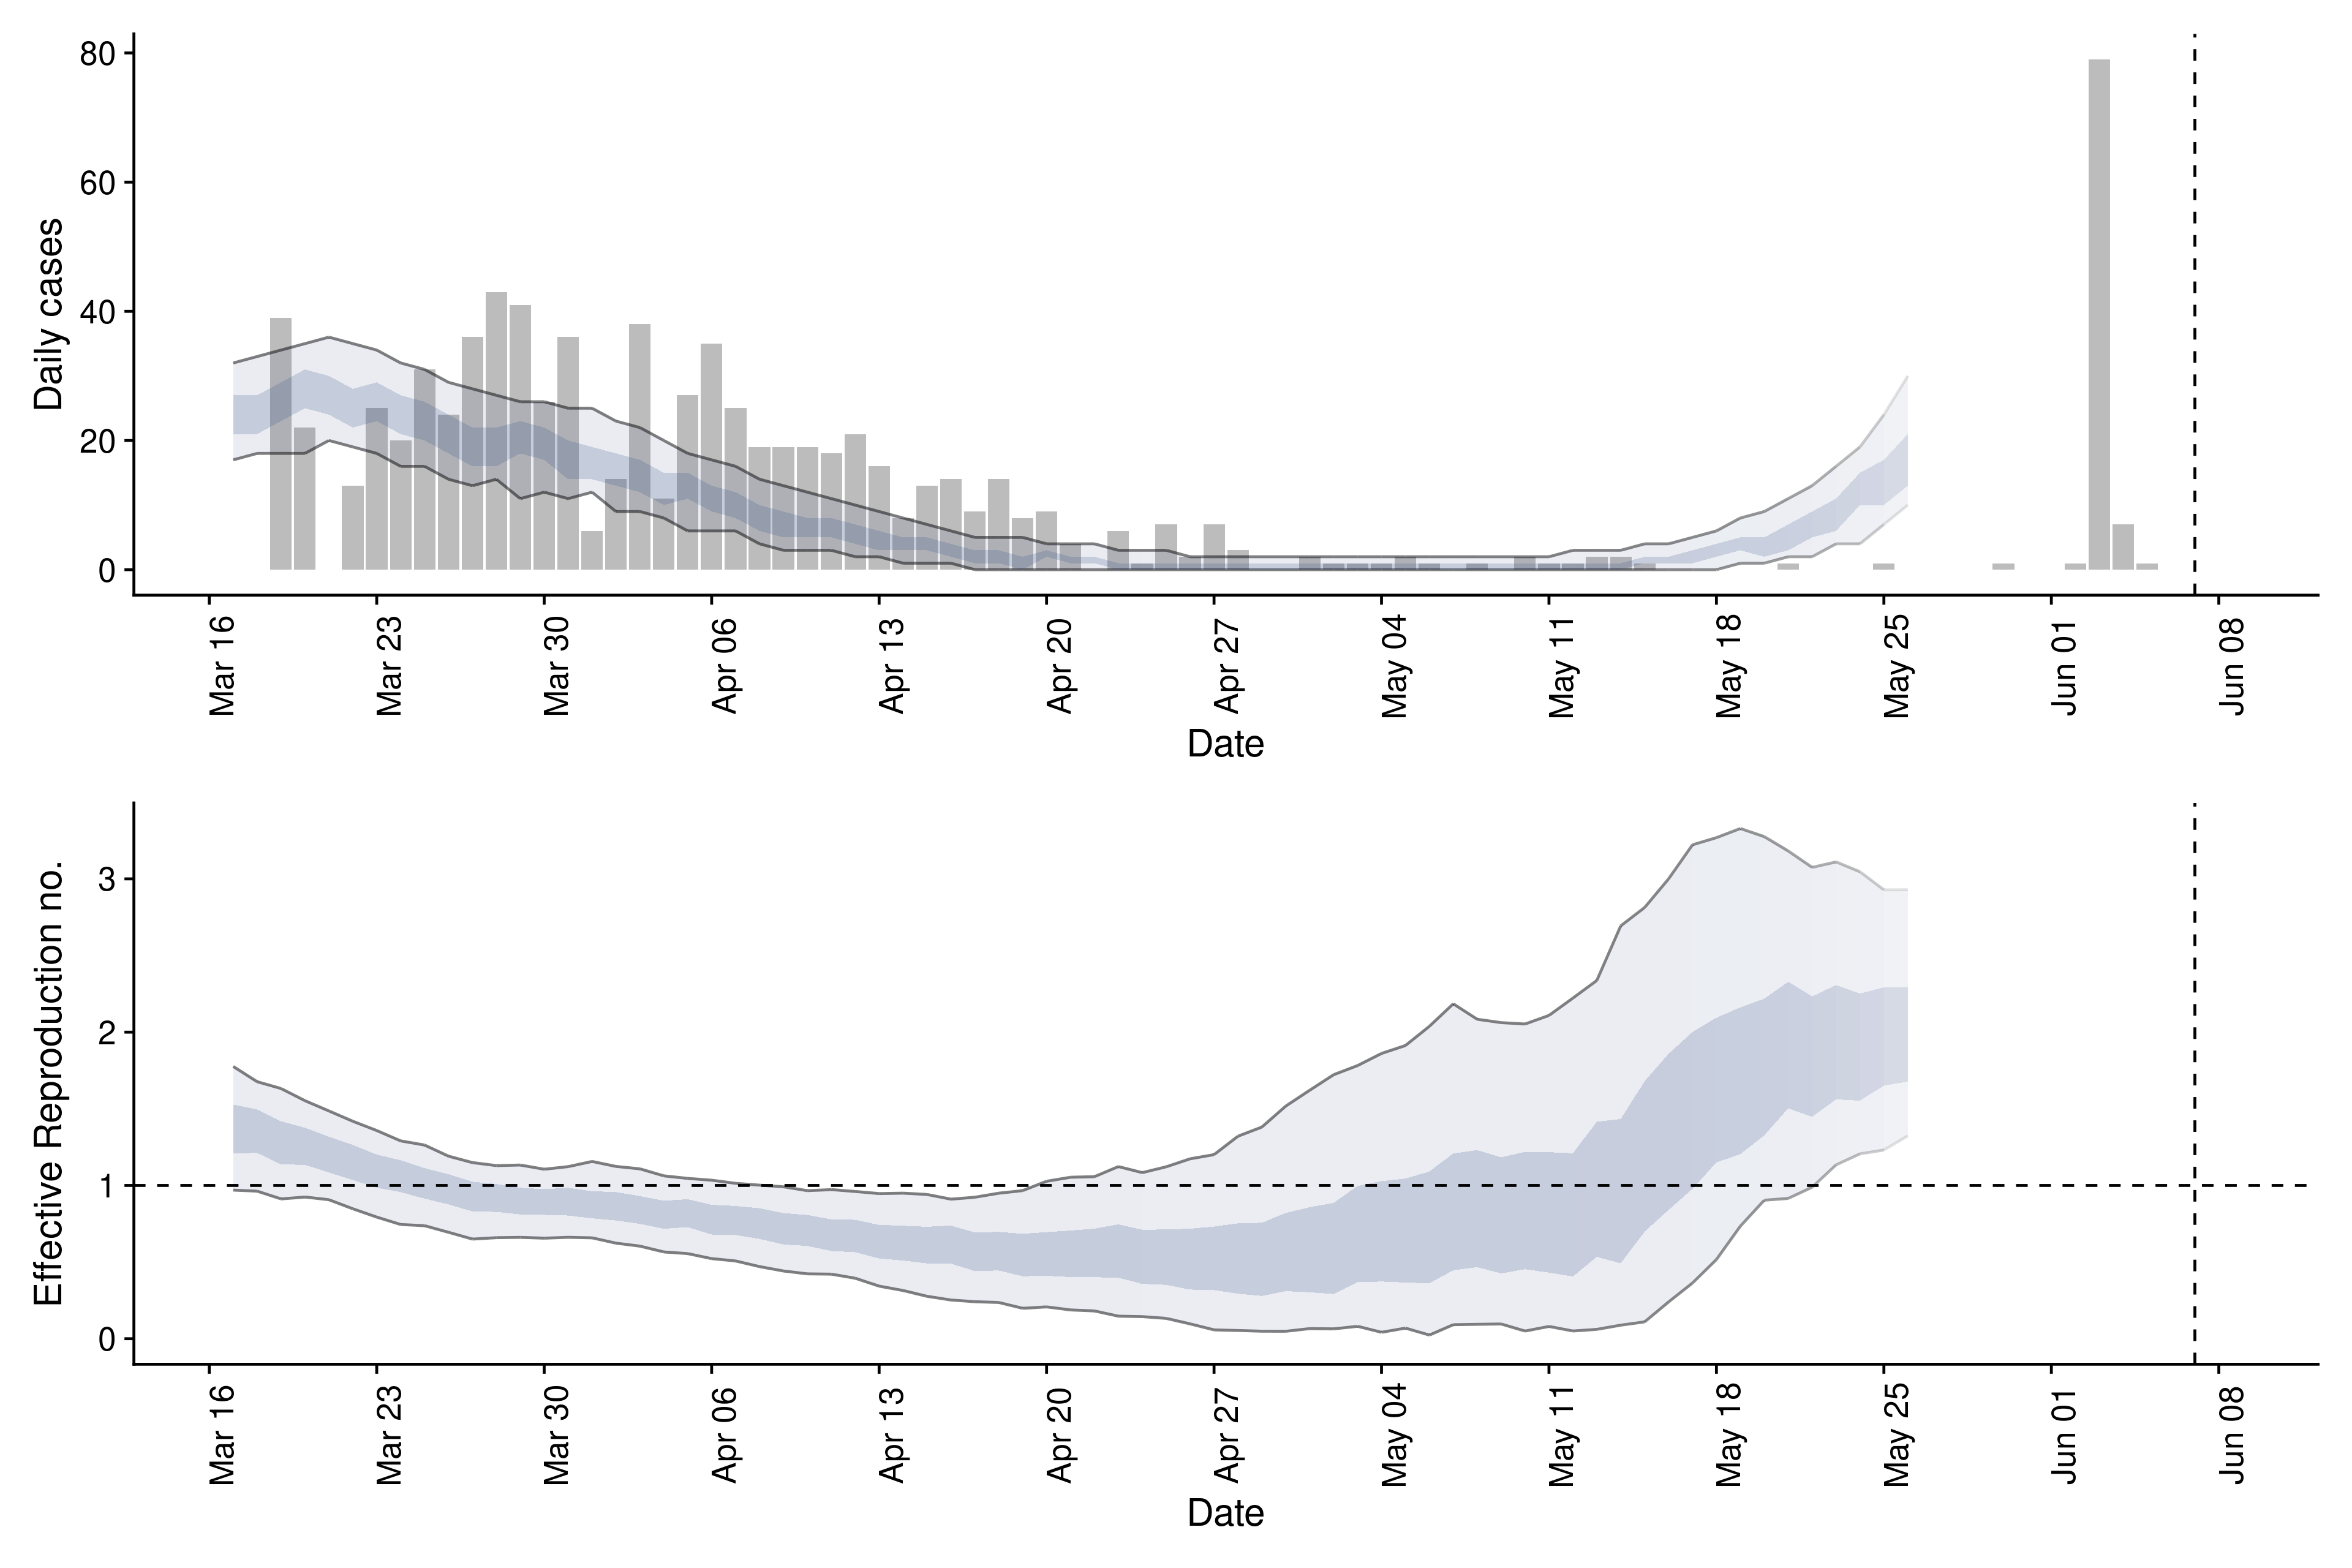 Daily cases
80
60
40
20
0
Mar 16
Mar 23
Mar 30
Apr 06
Apr 13
Apr 20
Apr 27
May 04
May 11
May 18
May 25
Jun 01
Jun 08
Date
Effective Reproduction no.
3
2
1
0
Mar 16
Mar 23
Mar 30
Apr 06
Apr 13
Apr 20
Apr 27
May 04
May 11
May 18
May 25
Jun 01
Jun 08
Date